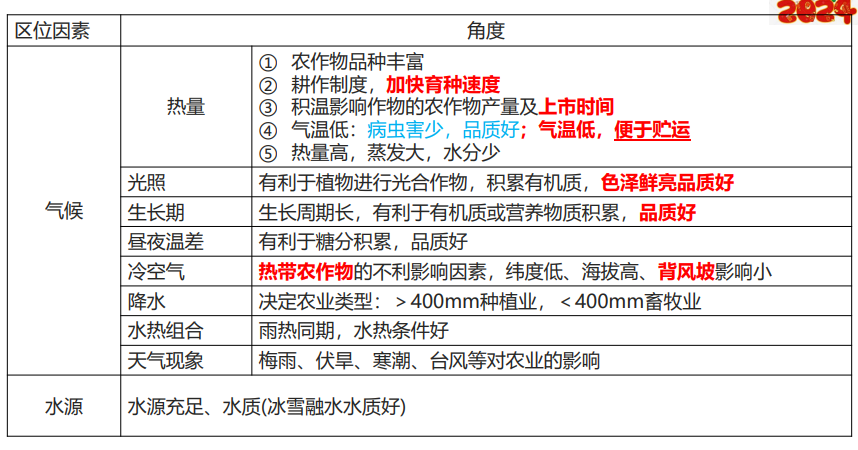 2024
区位因素 角度
气候
热量
① 农作物品种丰富
② 耕作制度，加快育种速度
③ 积温影响作物的农作物产量及上市时间
④ 气温低：病虫害少，品质好；气温低，便于贮运
⑤ 热量高，蒸发大，水分少
光照 有利于植物进行光合作物，积累有机质，色泽鲜亮品质好
生长期 生长周期长，有利于有机质或营养物质积累，品质好
昼夜温差 有利于糖分积累，品质好
冷空气 热带农作物的不利影响因素，纬度低、海拔高、背风坡影响小
降水 决定农业类型：＞400mm种植业，＜400mm畜牧业
水热组合 雨热同期，水热条件好
天气现象 梅雨、伏旱、寒潮、台风等对农业的影响
水源 水源充足、水质(冰雪融水水质好)